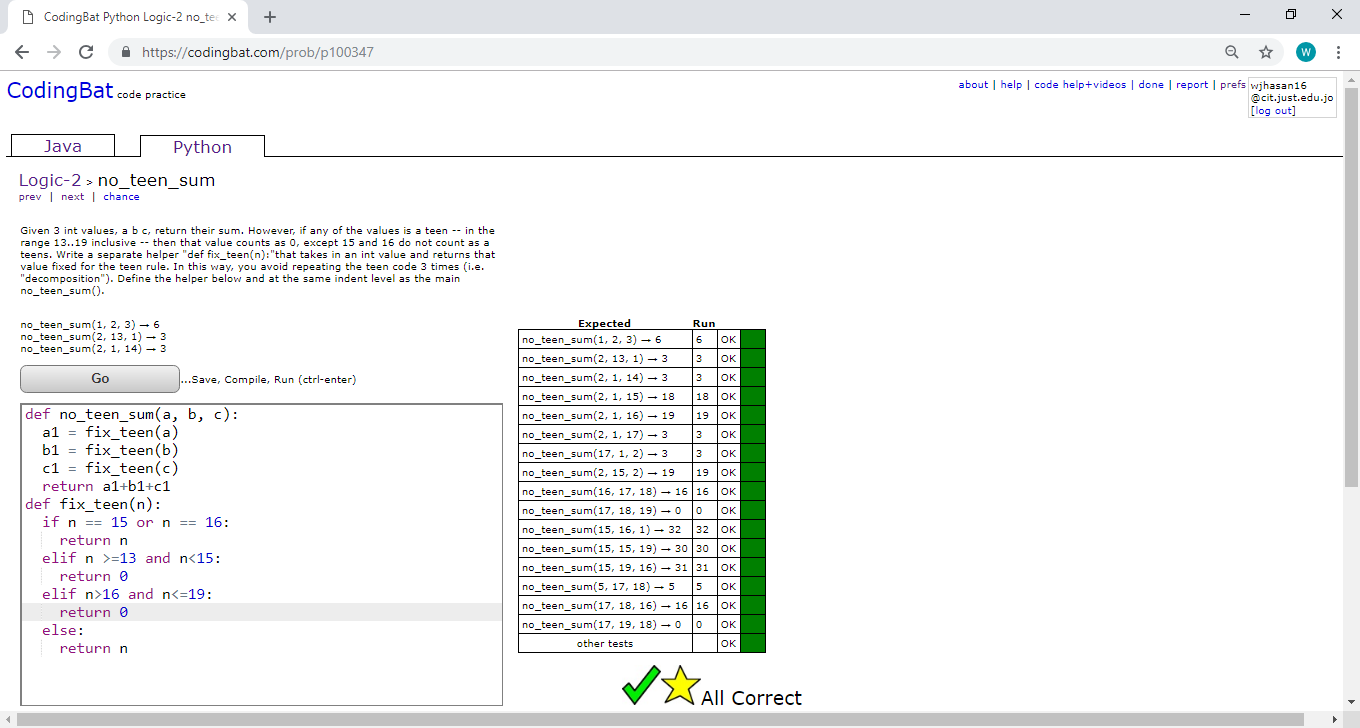 CodingBat Python Logic-2 no_tee
https://codingbat.com/prob/p100347
W
CodingBat code practice
about | help | code help+videos | done | report | prefs
wjhasan16
@cit.just.edu.jo
[log out]
Java
Python
Logic-2 > no_teen_sum
prev | next | chance
Given 3 int values, a b c, return their sum. However, if any of the values is a teen -- in the
range 13..19 inclusive -- then that value counts as 0, except 15 and 16 do not count as a
teens. Write a separate helper "def fix_teen(n):"that takes in an int value and returns that
value fixed for the teen rule. In this way, you avoid repeating the teen code 3 times (i.e.
"decomposition"). Define the helper below and at the same indent level as the main
no_teen_sum().
no_teen_sum(1, 2, 3) → 6
no_teen_sum(2, 13, 1) → 3
no_teen_sum(2, 1, 14) → 3
Go
...Save, Compile, Run (ctrl-enter)
def no_teen_sum(a, b, c):
  a1 = fix_teen(a)
  b1 = fix_teen(b)
  c1 = fix_teen(c)
  return a1+b1+c1
def fix_teen(n):
  if n == 15 or n == 16:
    return n
  elif n >=13 and n<15:
    return 0
  elif n>16 and n<=19:
    return 0
  else:
    return n
Expected Run
no_teen_sum(1, 2, 3) → 6 6 OK
no_teen_sum(2, 13, 1) → 3 3 OK
no_teen_sum(2, 1, 14) → 3 3 OK
no_teen_sum(2, 1, 15) → 18 18 OK
no_teen_sum(2, 1, 16) → 19 19 OK
no_teen_sum(2, 1, 17) → 3 3 OK
no_teen_sum(17, 1, 2) → 3 3 OK
no_teen_sum(2, 15, 2) → 19 19 OK
no_teen_sum(16, 17, 18) → 16 16 OK
no_teen_sum(17, 18, 19) → 0 0 OK
no_teen_sum(15, 16, 1) → 32 32 OK
no_teen_sum(15, 15, 19) → 30 30 OK
no_teen_sum(15, 19, 16) → 31 31 OK
no_teen_sum(5, 17, 18) → 5 5 OK
no_teen_sum(17, 18, 16) → 16 16 OK
no_teen_sum(17, 19, 18) → 0 0 OK
other tests OK
All Correct